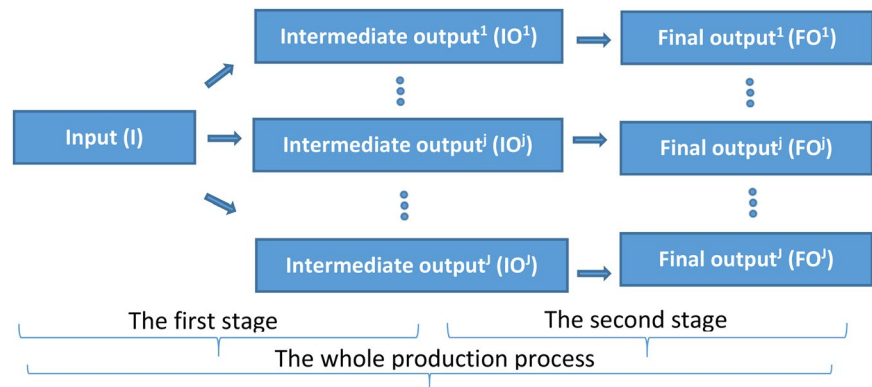 Intermediate output¹ (IO¹)
Final output¹ (FO¹)
Input (I)
Intermediate outputʲ (IOʲ)
Final outputʲ (FOʲ)
Intermediate outputᴶ (IOᴶ)
Final outputᴶ (FOᴶ)
The first stage
The second stage
The whole production process